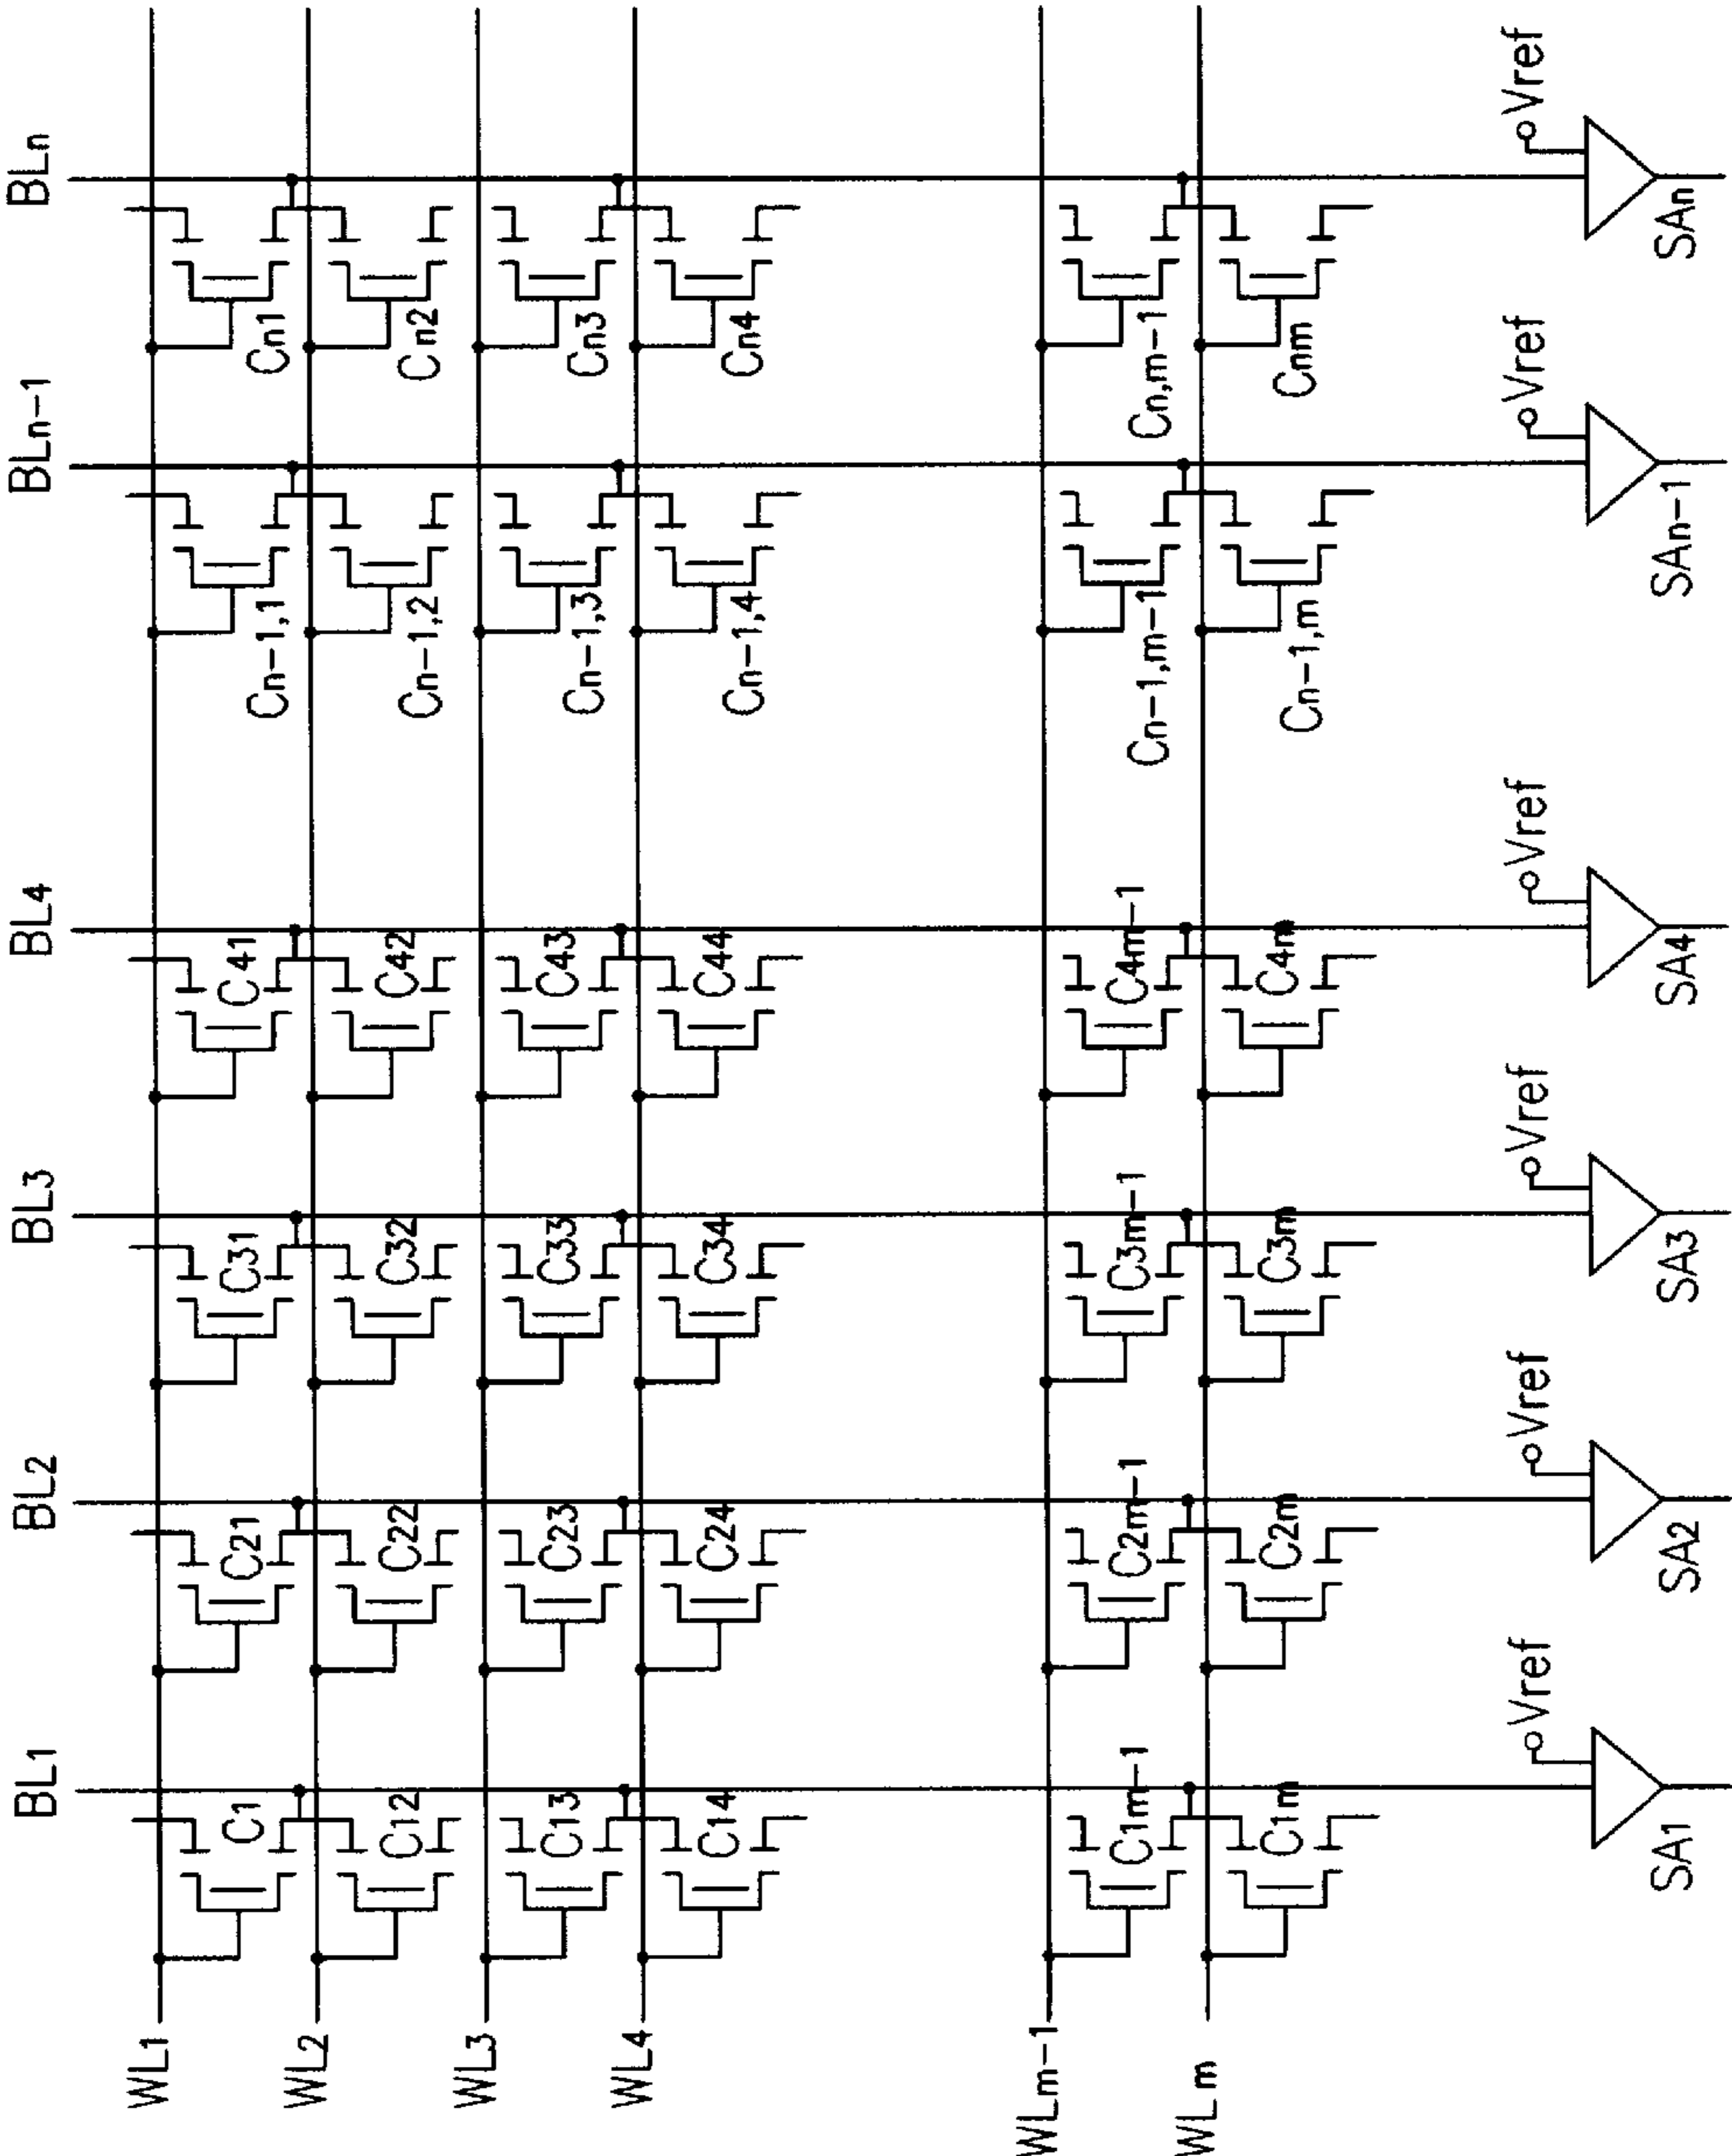 BL1
BL2
BL3
BL4
BLn-1
BLn
WL1
C1
C21
C31
C41
Cn-1,1
Cn1
WL2
C12
C22
C32
C42
Cn-1,2
Cn2
WL3
C13
C23
C33
C43
Cn-1,3
Cn3
WL4
C14
C24
C34
C44
Cn-1,4
Cn4
WLm-1
C1m-1
C2m-1
C3m-1
C4m-1
Cn-1,m-1
Cn,m-1
WLm
C1m
C2m
C3m
C4m
Cn-1,m
Cnm
Vref
Vref
Vref
Vref
Vref
Vref
SA1
SA2
SA3
SA4
SAn-1
SAn